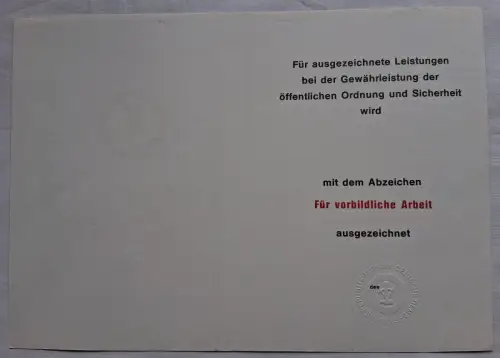 Für ausgezeichnete Leistungen
bei der Gewährleistung der
öffentlichen Ordnung und Sicherheit
wird
mit dem Abzeichen
Für vorbildliche Arbeit
ausgezeichnet
des